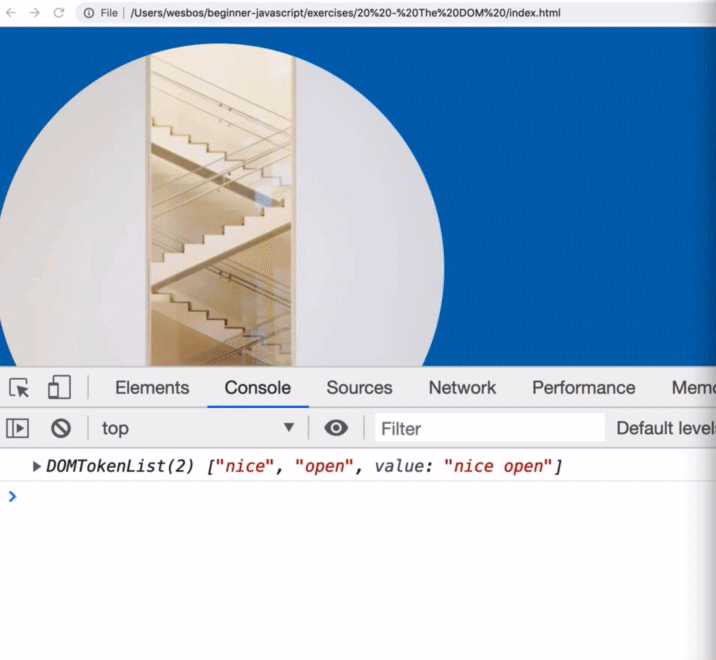 File | /Users/wesbos/beginner-javascript/exercises/20%20-%20The%20DOM%20/index.html
Elements Console Sources Network Performance Memo
top Filter Default levels
DOMTokenList(2) ["nice", "open", value: "nice open"]